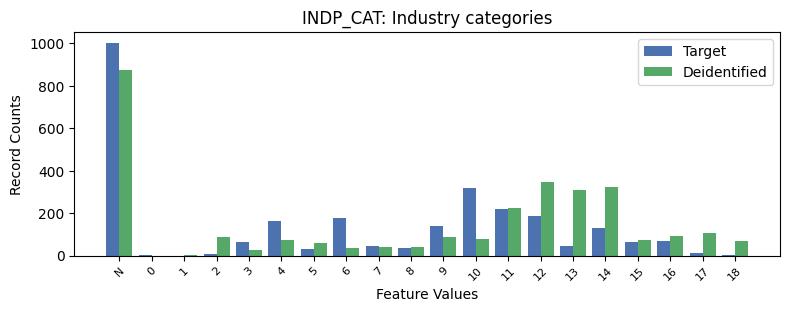 INDP_CAT: Industry categories
Target
Deidentified
Record Counts
1000
800
600
400
200
0
N 0 1 2 3 4 5 6 7 8 9 10 11 12 13 14 15 16 17 18
Feature Values